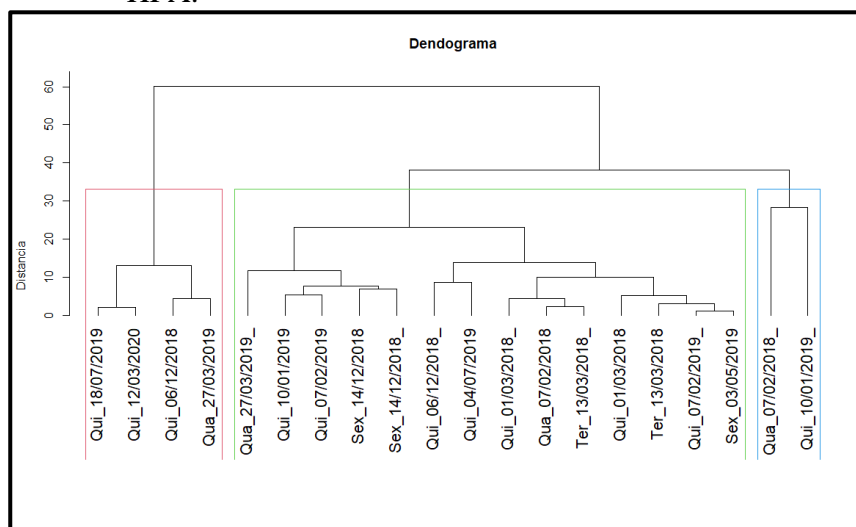 Dendograma
60
50
40
30
20
10
0
Distancia
Qui_18/07/2019
Qui_12/03/2020
Qui_06/12/2018
Qua_27/03/2019
Qua_27/03/2019_
Qui_10/01/2019
Qui_07/02/2019
Sex_14/12/2018
Sex_14/12/2018_
Qui_06/12/2018_
Qui_04/07/2019
Qui_01/03/2018_
Qua_07/02/2018
Ter_13/03/2018_
Qui_01/03/2018
Ter_13/03/2018
Qui_07/02/2019_
Sex_03/05/2019
Qua_07/02/2018_
Qui_10/01/2019_